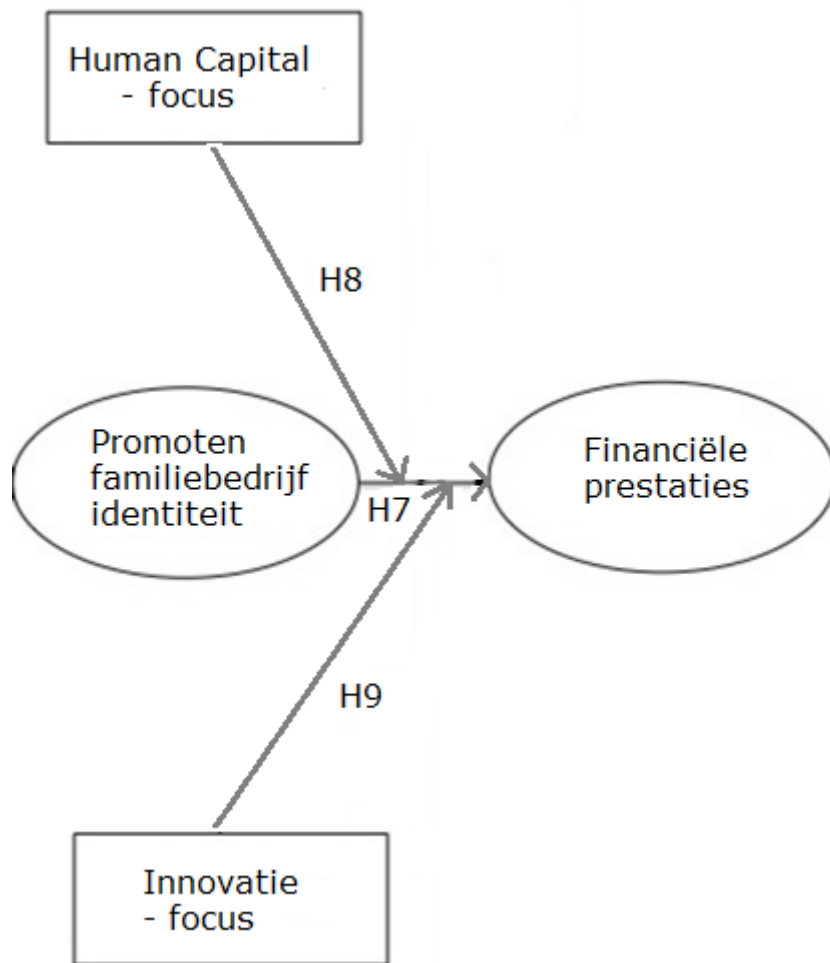 Human Capital
- focus
H8
Promoten
familiebedrijf
identiteit
H7
Financiële
prestaties
H9
Innovatie
- focus